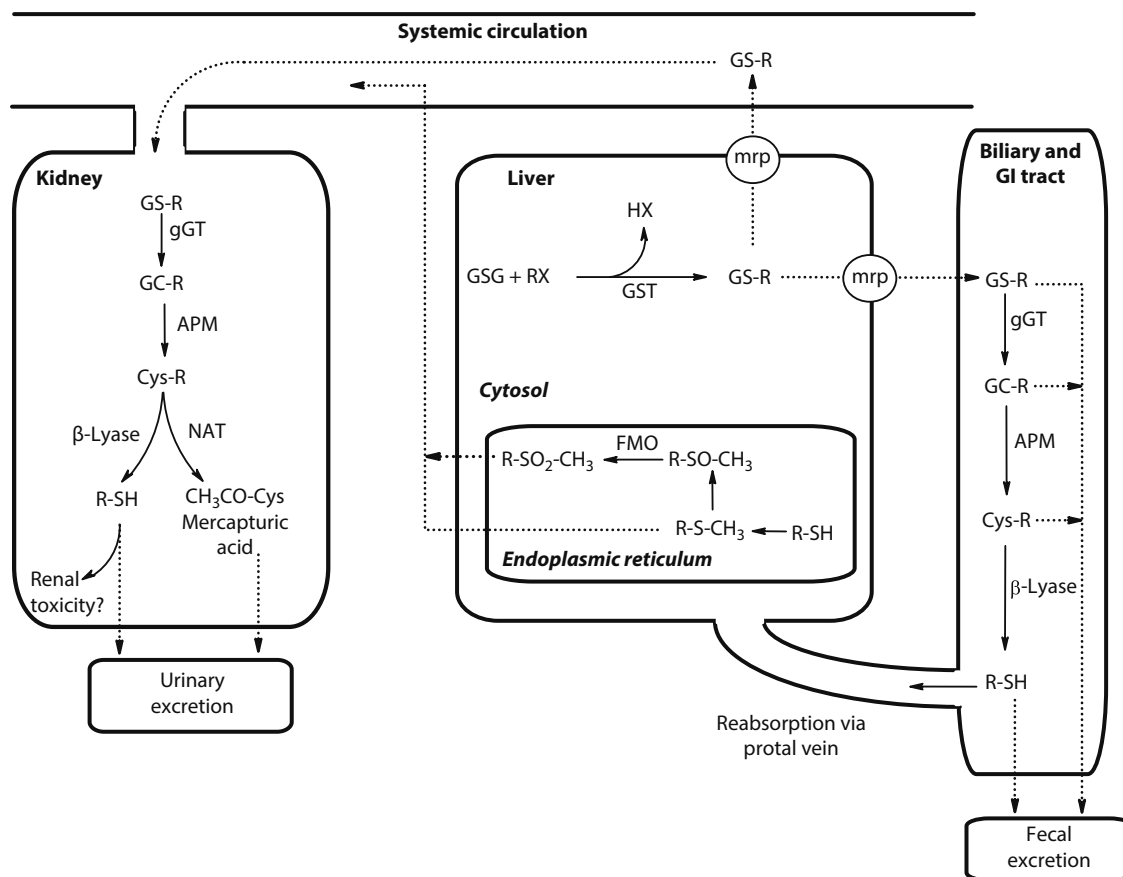 Systemic circulation
GS-R
Kidney
GS-R
gGT
GC-R
APM
Cys-R
β-Lyase
NAT
R-SH
CH₃CO-Cys
Mercapturic
acid
Renal
toxicity?
Urinary
excretion
mrp
Liver
HX
GSG + RX
GST
GS-R
mrp
Cytosol
FMO
R-SO₂-CH₃
R-SO-CH₃
R-S-CH₃
R-SH
Endoplasmic reticulum
Biliary and
GI tract
GS-R
gGT
GC-R
APM
Cys-R
β-Lyase
R-SH
Reabsorption via
protal vein
Fecal
excretion